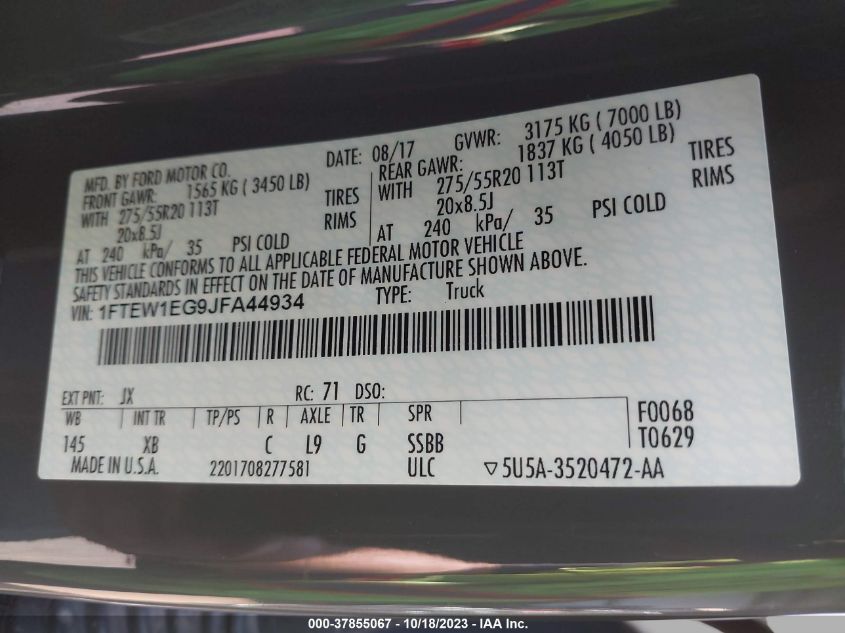 MFD. BY FORD MOTOR CO. DATE: 08/17 GVWR: 3175 KG ( 7000 LB)
FRONT GAWR: 1565 KG ( 3450 LB) REAR GAWR: 1837 KG ( 4050 LB)
WITH 275/55R20 113T TIRES WITH 275/55R20 113T TIRES
20x8.5J RIMS 20x8.5J RIMS
AT 240 kPa/ 35 PSI COLD AT 240 kPa/ 35 PSI COLD
THIS VEHICLE CONFORMS TO ALL APPLICABLE FEDERAL MOTOR VEHICLE
SAFETY STANDARDS IN EFFECT ON THE DATE OF MANUFACTURE SHOWN ABOVE.
VIN: 1FTEW1EG9JFA44934 TYPE: Truck
EXT PNT: JX RC: 71 DSO:
WB INT TR TP/PS R AXLE TR SPR F0068
145 XB C L9 G SSBB T0629
MADE IN U.S.A. 2201708277581 ULC ▽5U5A-3520472-AA
000-37855067 - 10/18/2023 - IAA Inc.